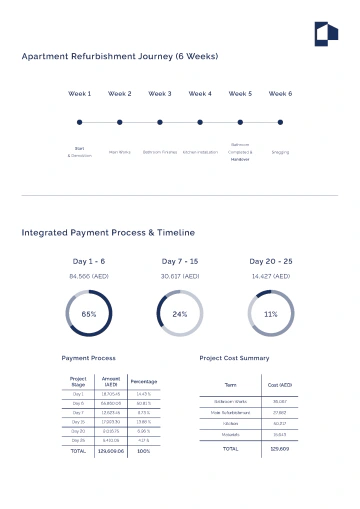 Apartment Refurbishment Journey (6 Weeks)
Week 1 Week 2 Week 3 Week 4 Week 5 Week 6
Start
& Demolition
Main Works
Bathroom Finishes
Kitchen Installation
Bathroom
Completed &
Handover
Snagging
Integrated Payment Process & Timeline
Day 1 - 6 Day 7 - 15 Day 20 - 25
84,566 (AED) 30,617 (AED) 14,427 (AED)
65% 24% 11%
Payment Process
Project Stage Amount (AED) Percentage
Day 1
Day 6
Day 7
Day 15
Day 20
Day 25
TOTAL 129,609.06 100%
Project Cost Summary
Term Cost (AED)
Bathroom Works
Main Refurbishment
Kitchen
Materials
TOTAL 129,609